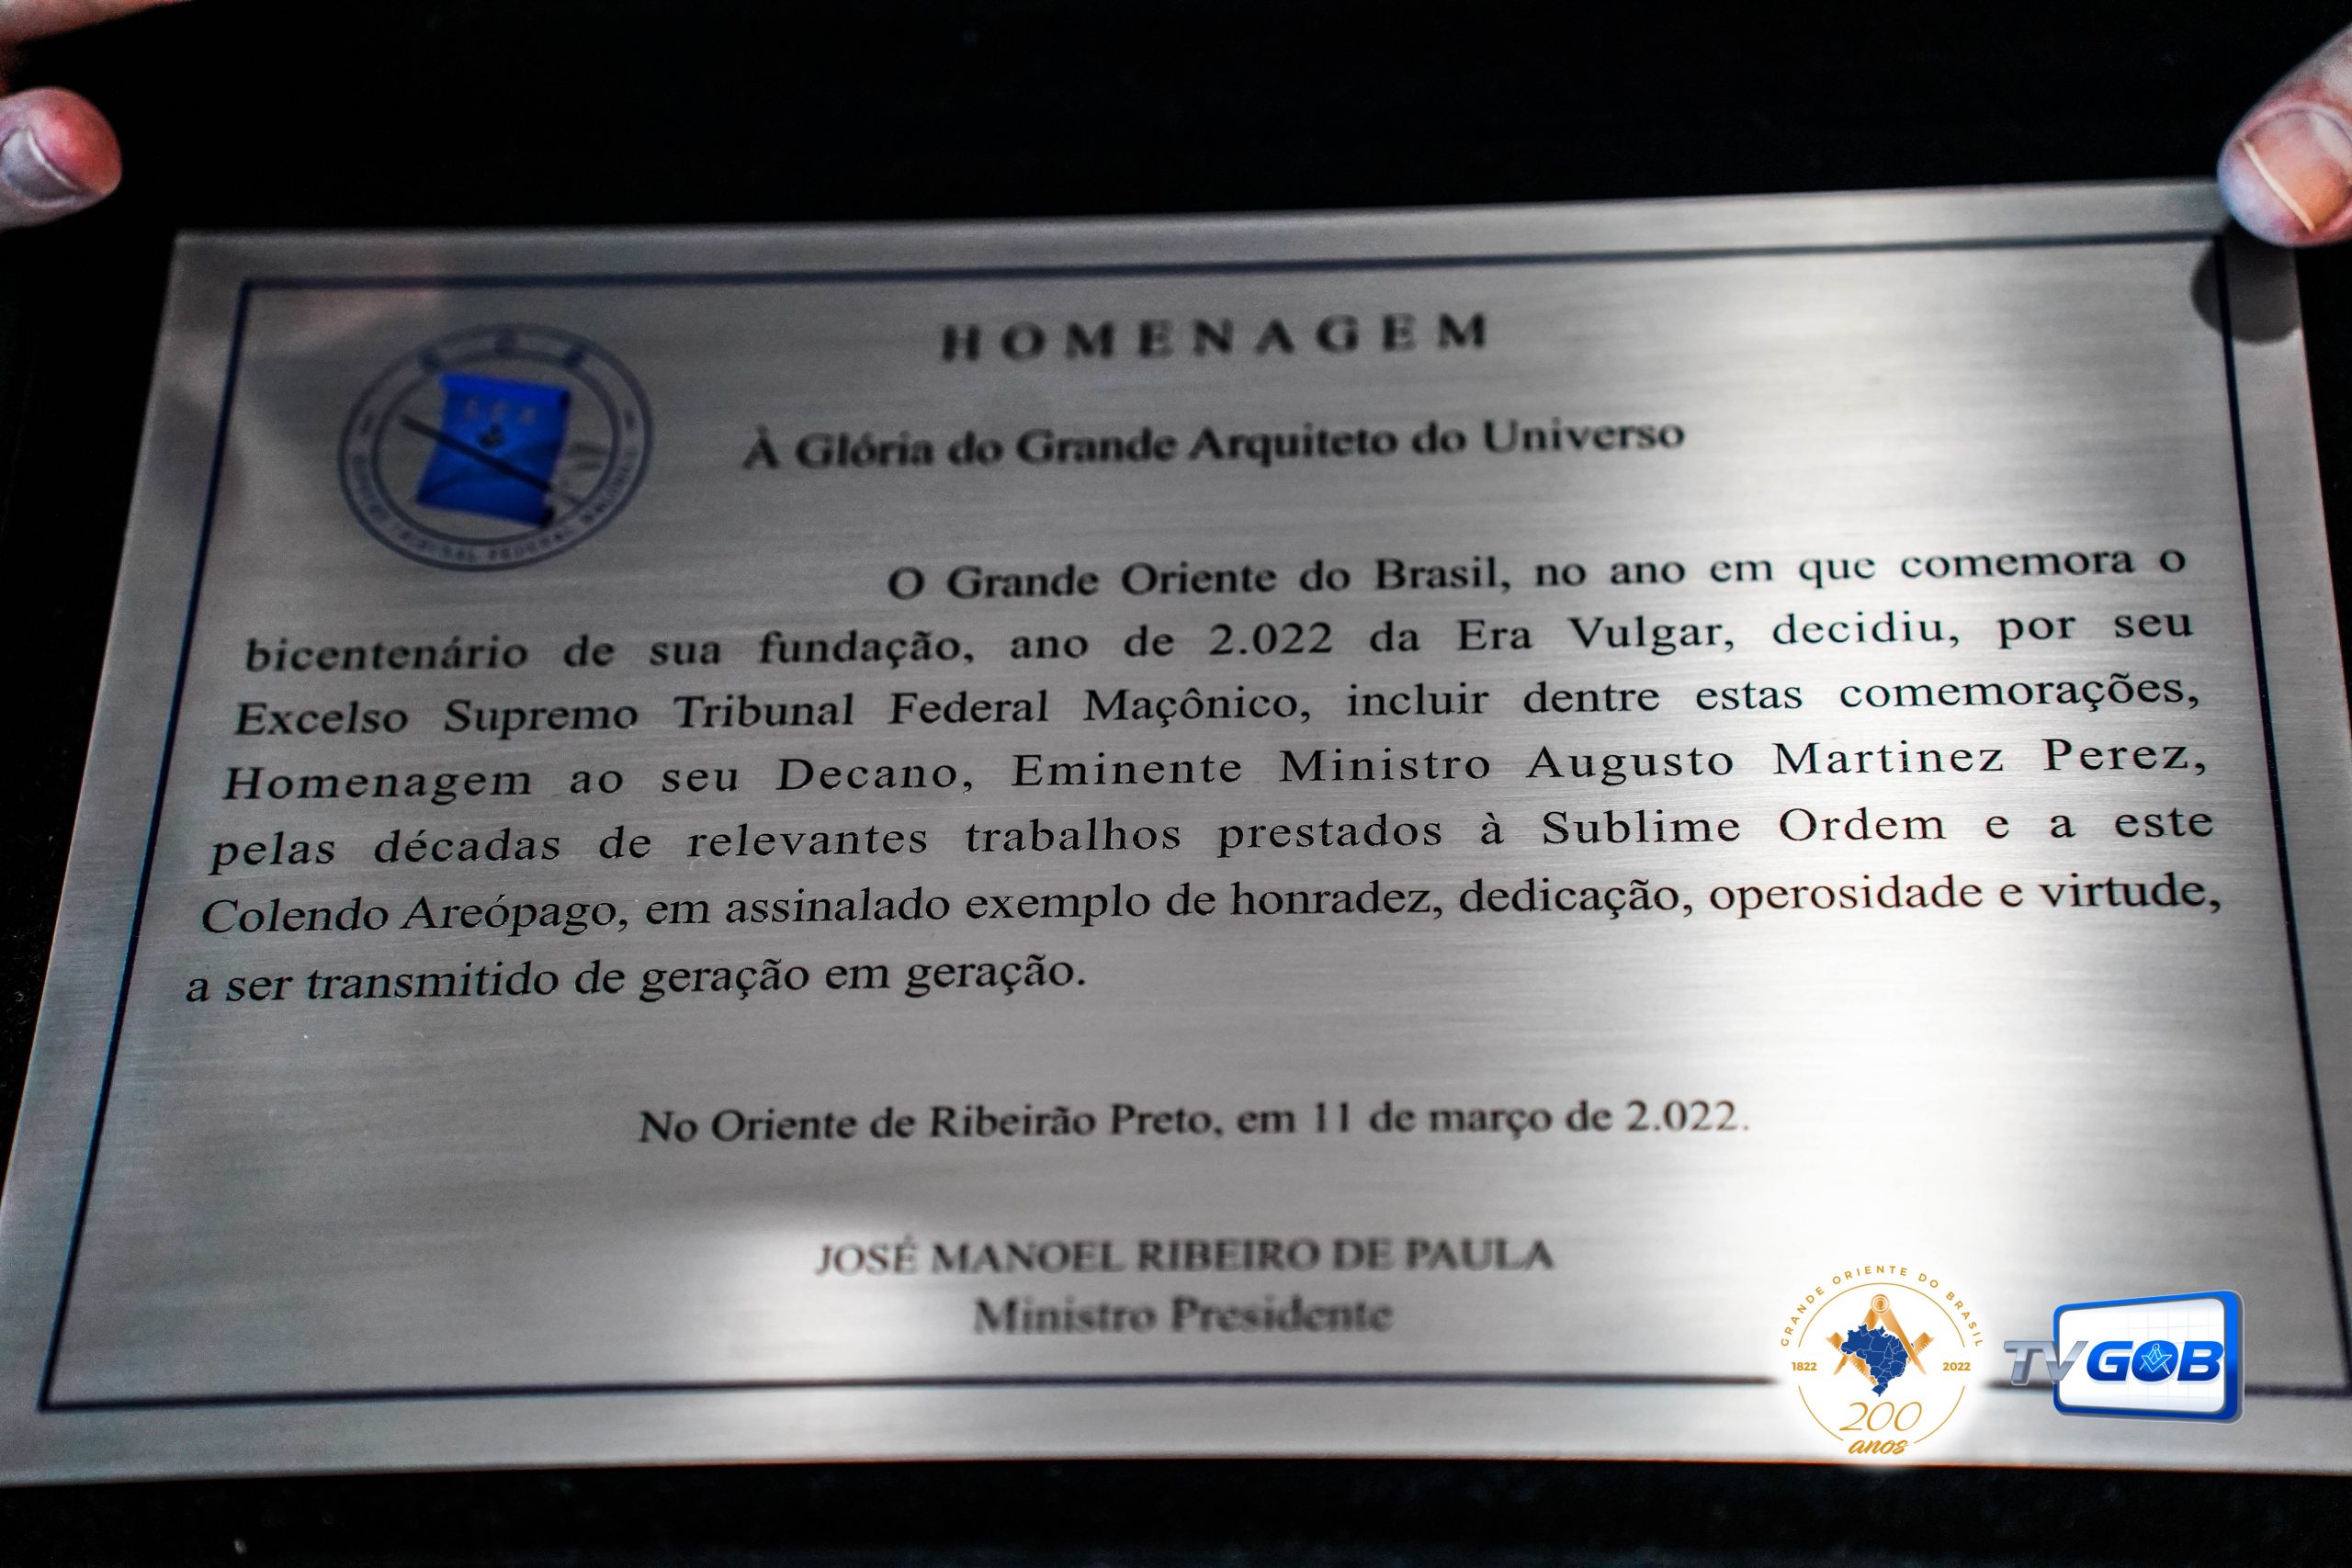 HOMENAGEM
À Glória do Grande Arquiteto do Universo
O Grande Oriente do Brasil, no ano em que comemora o
bicentenário de sua fundação, ano de 2.022 da Era Vulgar, decidiu, por seu
Excelso Supremo Tribunal Federal Maçônico, incluir dentre estas comemorações,
Homenagem ao seu Decano, Eminente Ministro Augusto Martinez Perez,
pelas décadas de relevantes trabalhos prestados à Sublime Ordem e a este
Colendo Areópago, em assinalado exemplo de honradez, dedicação, operosidade e virtude,
a ser transmitido de geração em geração.
No Oriente de Ribeirão Preto, em 11 de março de 2.022.
JOSÉ MANOEL RIBEIRO DE PAULA
Ministro Presidente
GRANDE ORIENTE DO BRASIL
1822 2022
200
anos
TV GOB